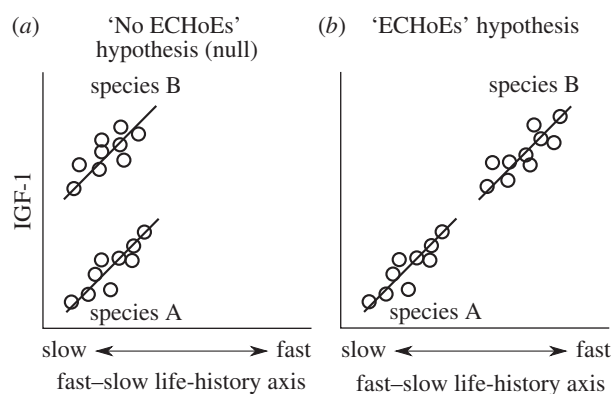 (a) ‘No ECHoEs’
hypothesis (null)
species B
IGF-1
species A
slow fast
fast–slow life-history axis
(b) ‘ECHoEs’ hypothesis
species B
species A
slow fast
fast–slow life-history axis